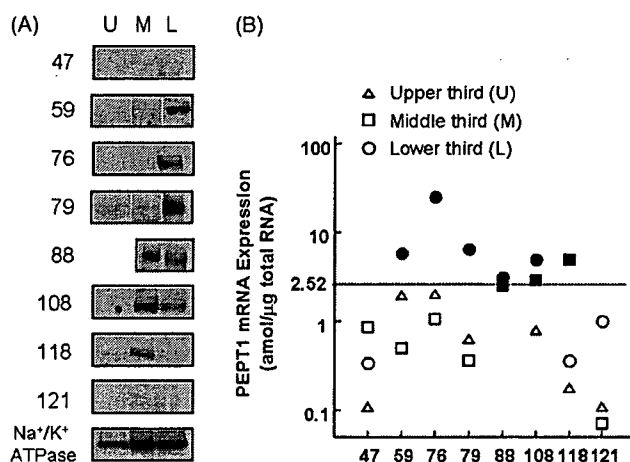 (A) U M L
47
59
76
79
88
108
118
121
Na+/K+
ATPase
(B)
△ Upper third (U)
□ Middle third (M)
○ Lower third (L)
PEPT1 mRNA Expression
(amol/µg total RNA)
100
10
2.52
1
0.1
47 59 76 79 88 108 118 121